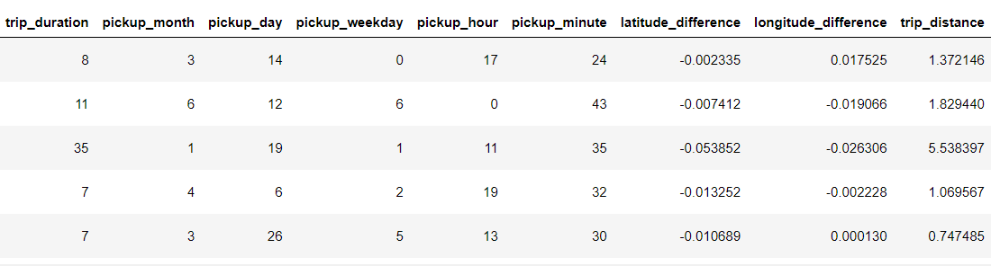 trip_duration pickup_month pickup_day pickup_weekday pickup_hour pickup_minute latitude_difference longitude_difference trip_distance
8 3 14 0 17 24 -0.002335 0.017525 1.372146
11 6 12 6 0 43 -0.007412 -0.019066 1.829440
35 1 19 1 11 35 -0.053852 -0.026306 5.538397
7 4 6 2 19 32 -0.013252 -0.002228 1.069567
7 3 26 5 13 30 -0.010689 0.000130 0.747485